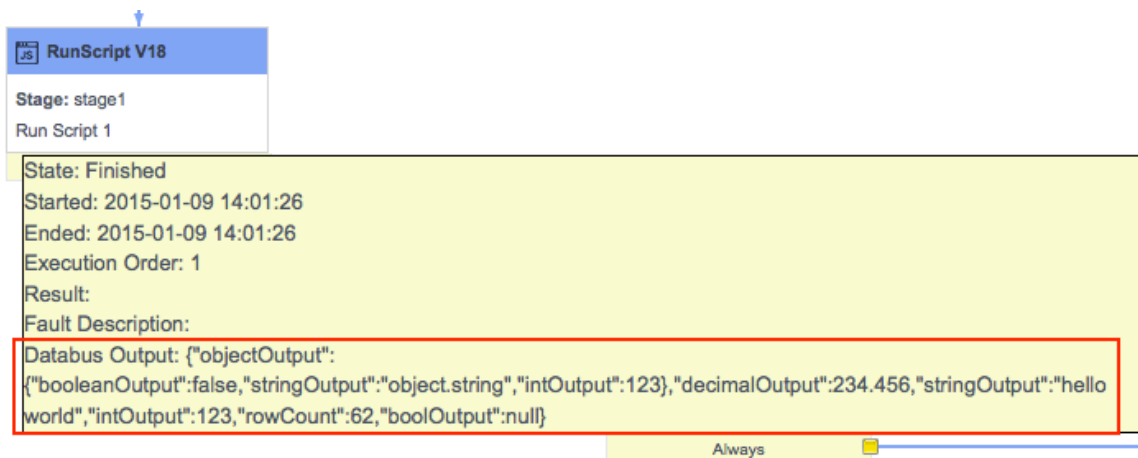 JS RunScript V18
Stage: stage1
Run Script 1
State: Finished
Started: 2015-01-09 14:01:26
Ended: 2015-01-09 14:01:26
Execution Order: 1
Result:
Fault Description:
Databus Output: {"objectOutput":
{"booleanOutput":false,"stringOutput":"object.string","intOutput":123},"decimalOutput":234.456,"stringOutput":"hello
world","intOutput":123,"rowCount":62,"boolOutput":null}
Always